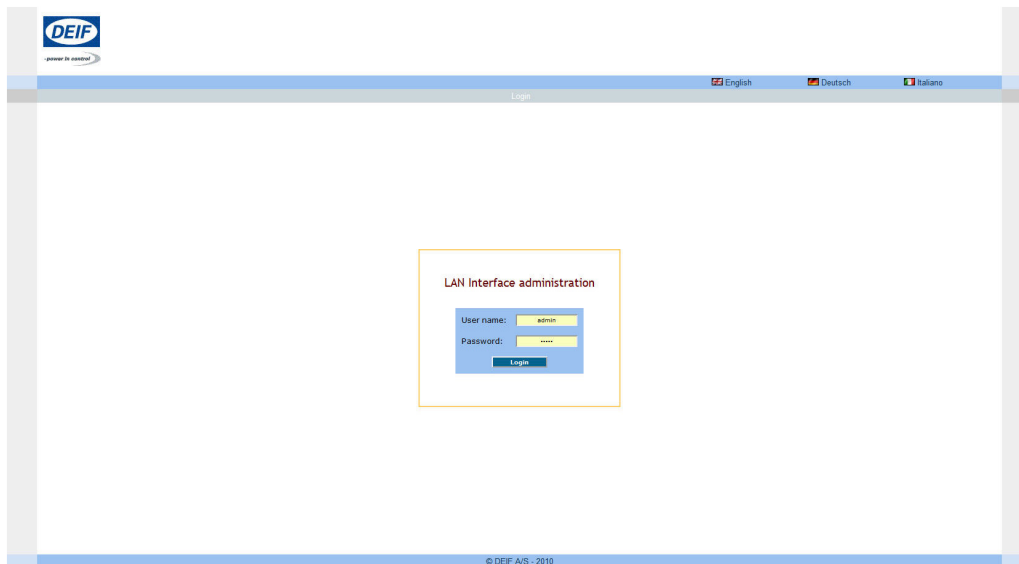 DEIF
-power in control
English Deutsch Italiano
Login
LAN Interface administration
User name: admin
Password: •••••
Login
© DEIF A/S - 2010